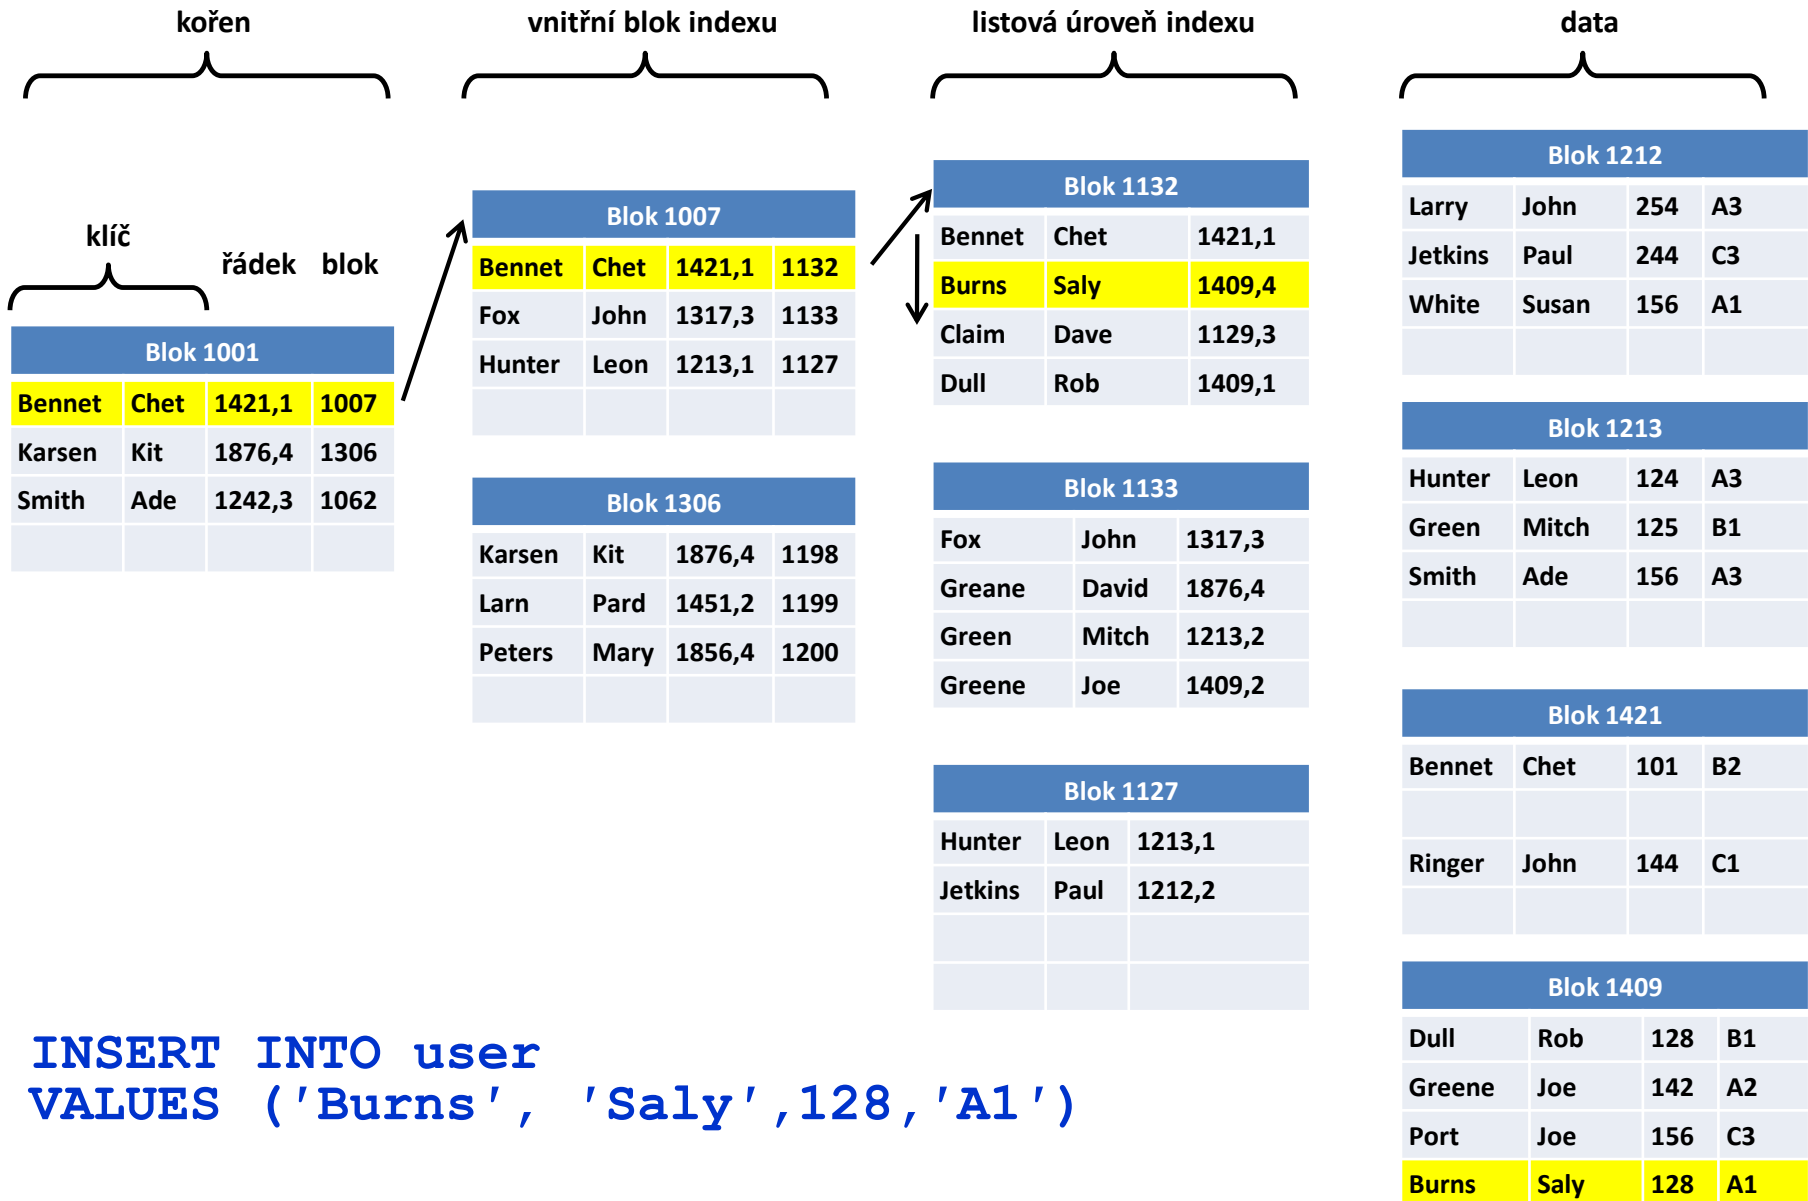 kořen
vnitřní blok indexu
listová úroveň indexu
data
klíč
řádek blok
Blok 1001
Bennet Chet 1421,1 1007
Karsen Kit 1876,4 1306
Smith Ade 1242,3 1062
Blok 1007
Bennet Chet 1421,1 1132
Fox John 1317,3 1133
Hunter Leon 1213,1 1127
Blok 1306
Karsen Kit 1876,4 1198
Larn Pard 1451,2 1199
Peters Mary 1856,4 1200
Blok 1132
Bennet Chet 1421,1
Burns Saly 1409,4
Claim Dave 1129,3
Dull Rob 1409,1
Blok 1133
Fox John 1317,3
Greane David 1876,4
Green Mitch 1213,2
Greene Joe 1409,2
Blok 1127
Hunter Leon 1213,1
Jetkins Paul 1212,2
Blok 1212
Larry John 254 A3
Jetkins Paul 244 C3
White Susan 156 A1
Blok 1213
Hunter Leon 124 A3
Green Mitch 125 B1
Smith Ade 156 A3
Blok 1421
Bennet Chet 101 B2
Ringer John 144 C1
Blok 1409
Dull Rob 128 B1
Greene Joe 142 A2
Port Joe 156 C3
Burns Saly 128 A1
INSERT INTO user
VALUES ('Burns', 'Saly',128,'A1')